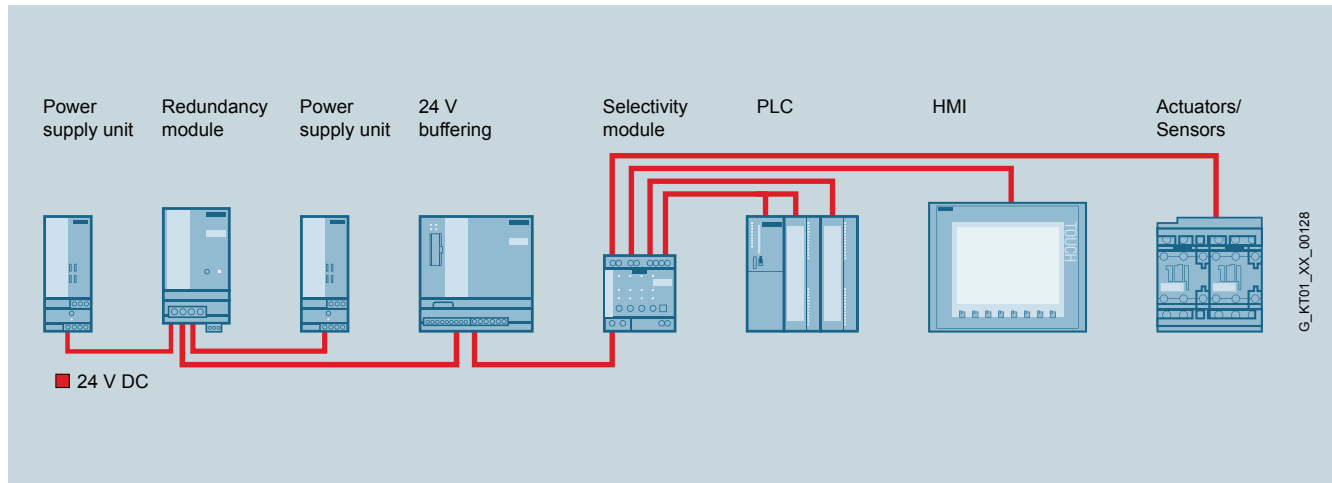 Power
supply unit
Redundancy
module
Power
supply unit
24 V
buffering
Selectivity
module
PLC
HMI
Actuators/
Sensors
TOUCH
G_KT01_XX_00128
24 V DC